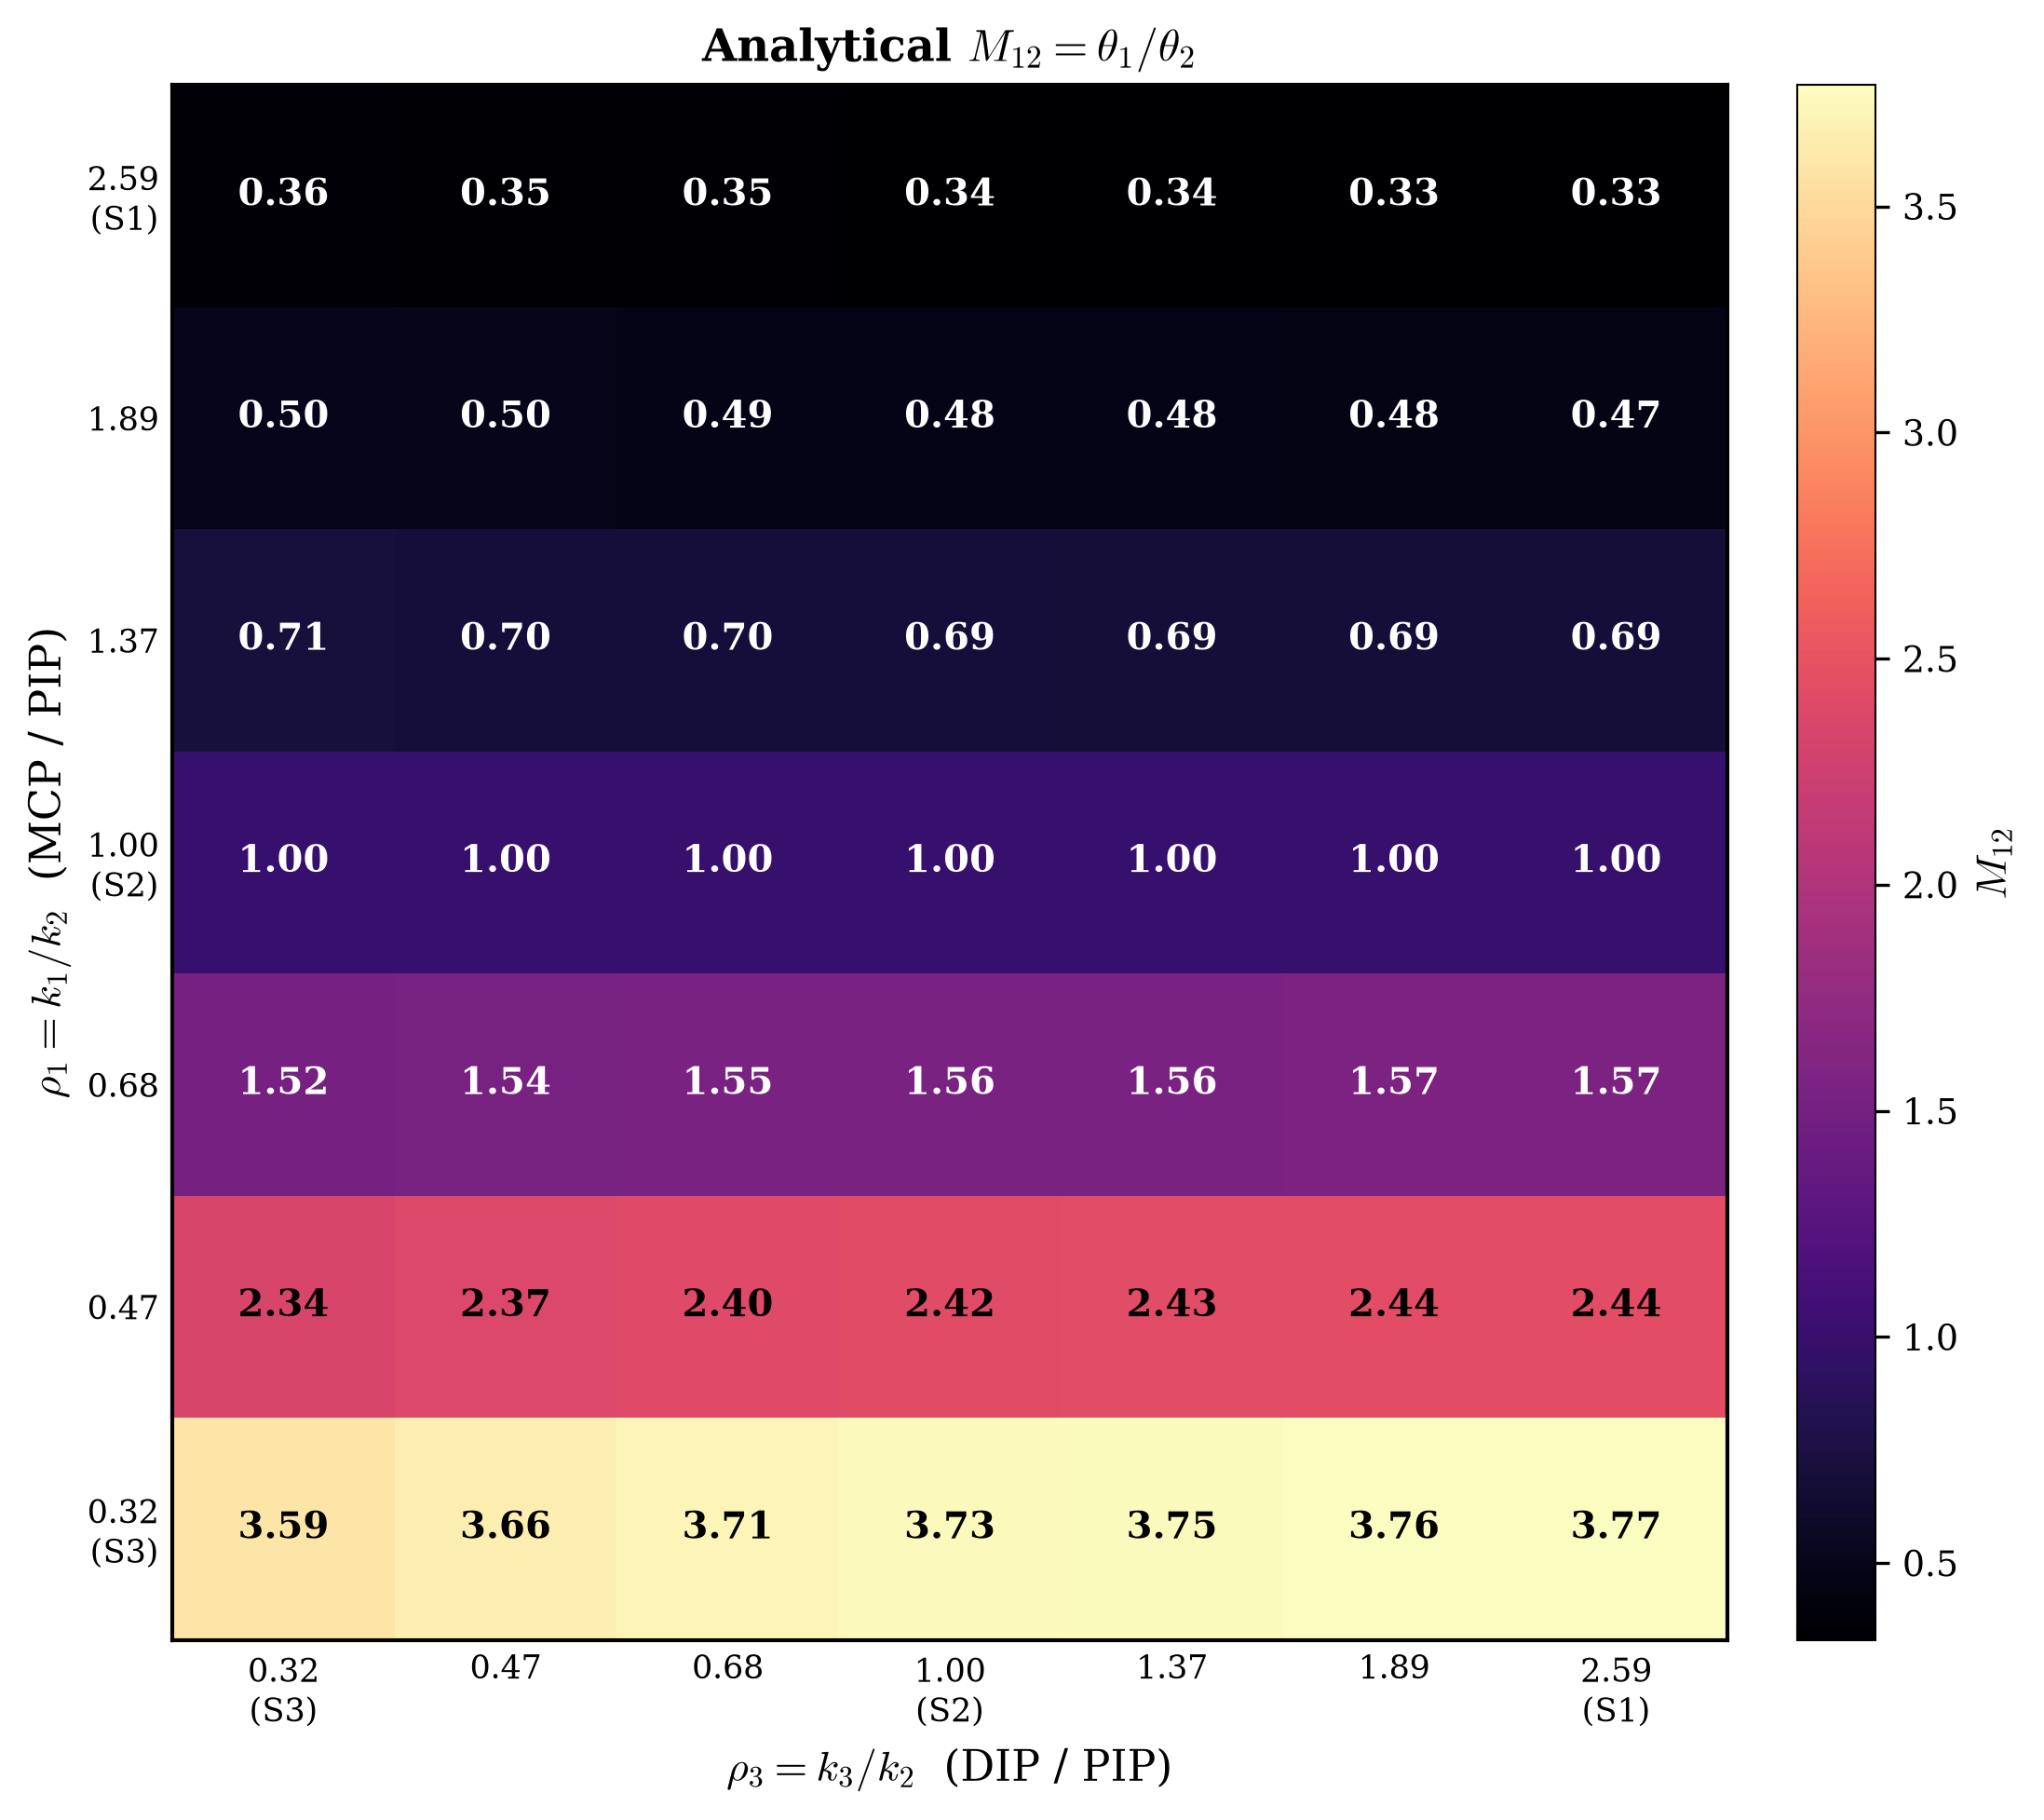 Analytical M₁₂ = θ₁/θ₂
ρ₁ = k₁/k₂ (MCP / PIP)
2.59
(S1)
0.36 0.35 0.35 0.34 0.34 0.33 0.33
1.89
0.50 0.50 0.49 0.48 0.48 0.48 0.47
1.37
0.71 0.70 0.70 0.69 0.69 0.69 0.69
1.00
(S2)
1.00 1.00 1.00 1.00 1.00 1.00 1.00
0.68
1.52 1.54 1.55 1.56 1.56 1.57 1.57
0.47
2.34 2.37 2.40 2.42 2.43 2.44 2.44
0.32
(S3)
3.59 3.66 3.71 3.73 3.75 3.76 3.77
0.32 0.47 0.68 1.00 1.37 1.89 2.59
(S3) (S2) (S1)
ρ₃ = k₃/k₂ (DIP / PIP)
3.5
3.0
2.5
2.0
1.5
1.0
0.5
M₁₂